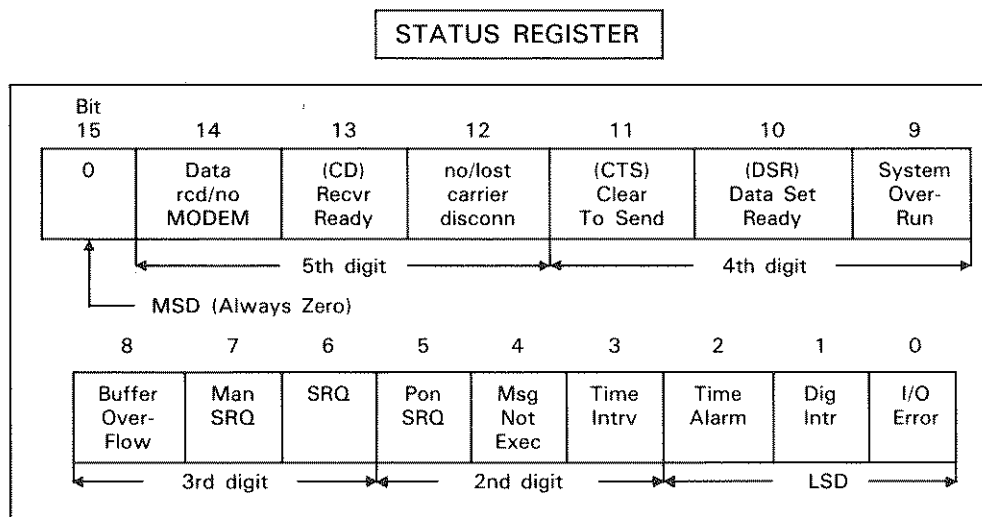 STATUS REGISTER
Bit
15 14 13 12 11 10 9
0 Data (CD) no/lost (CTS) (DSR) System
rcd/no Recvr carrier Clear Data Set Over-
MODEM Ready disconn To Send Ready Run
5th digit 4th digit
MSD (Always Zero)
8 7 6 5 4 3 2 1 0
Buffer Man SRQ Pon Msg Time Time Dig I/O
Over- SRQ SRQ Not Intrv Alarm Intr Error
Flow Exec
3rd digit 2nd digit LSD